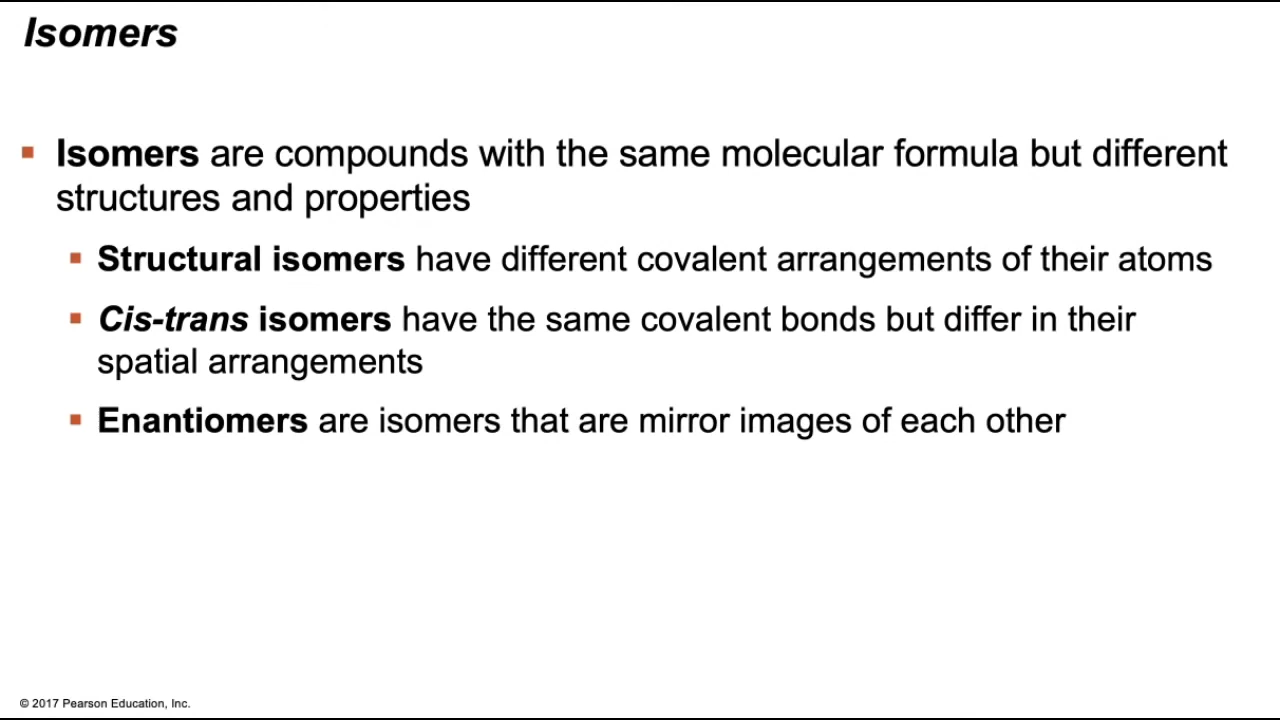 Isomers
▪ Isomers are compounds with the same molecular formula but different
structures and properties
▪ Structural isomers have different covalent arrangements of their atoms
▪ Cis-trans isomers have the same covalent bonds but differ in their
spatial arrangements
▪ Enantiomers are isomers that are mirror images of each other
© 2017 Pearson Education, Inc.